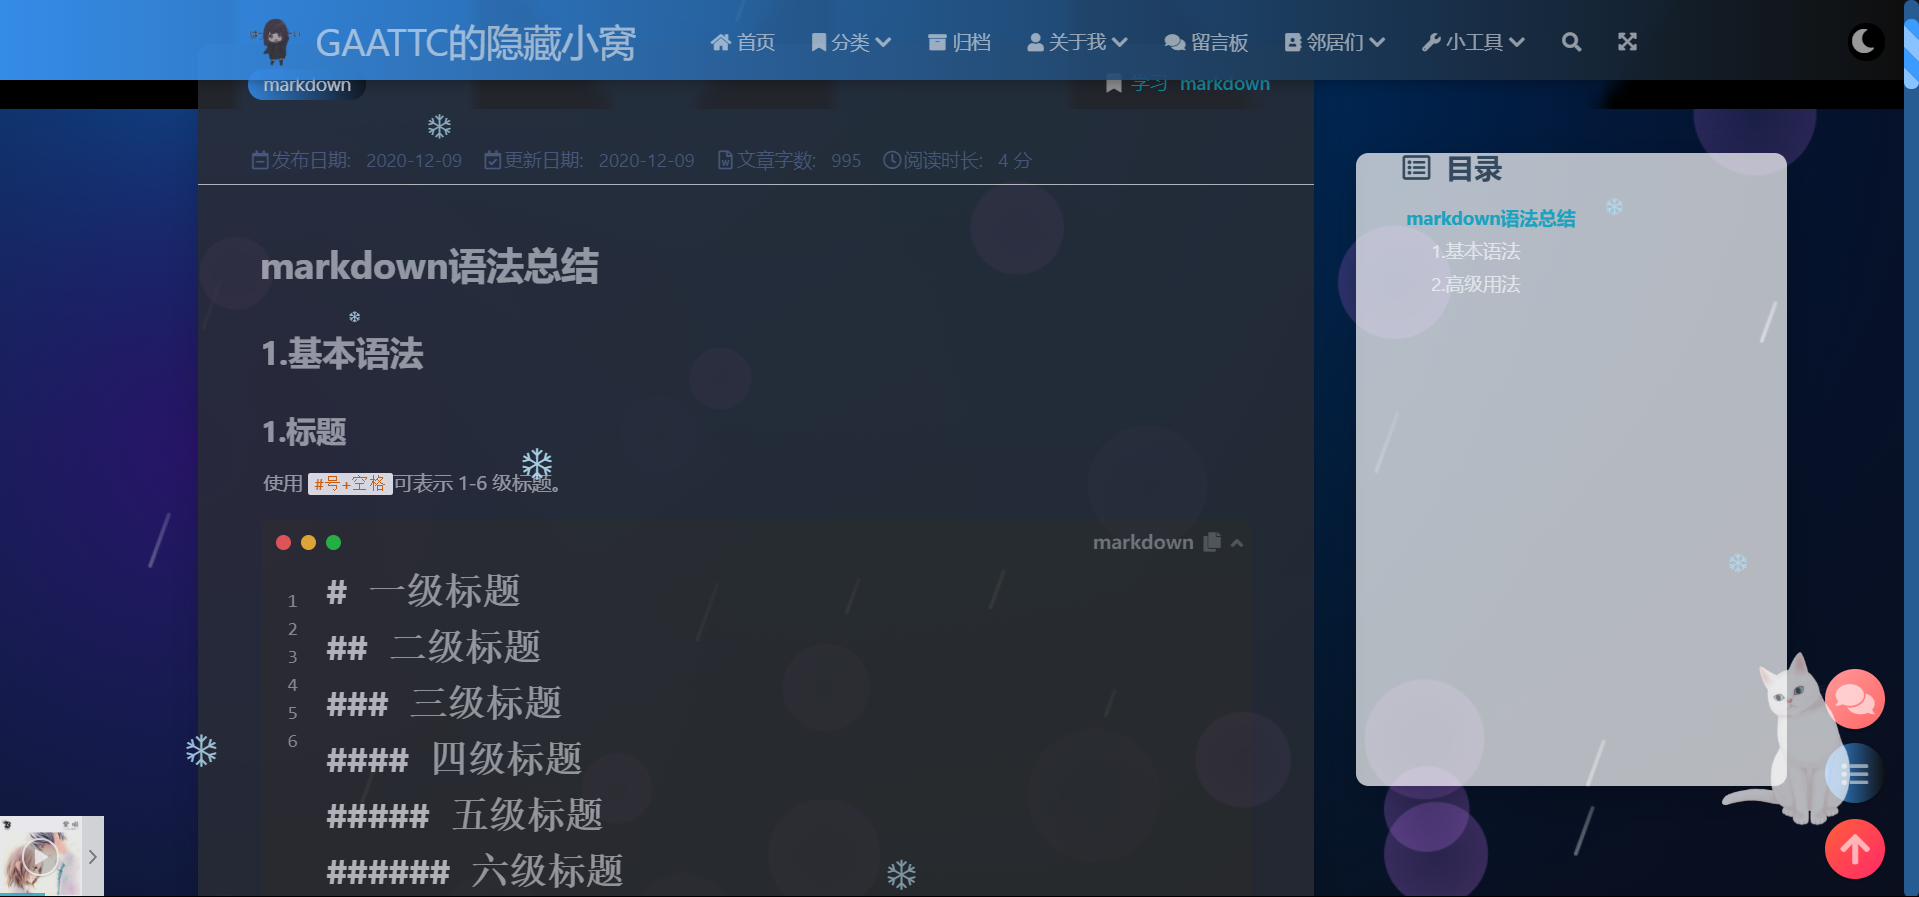 GAATTC的隐藏小窝
首页 分类 归档 关于我 留言板 邻居们 小工具
markdown
学习 markdown
发布日期: 2020-12-09 更新日期: 2020-12-09 文章字数: 995 阅读时长: 4 分
markdown语法总结
1.基本语法
1.标题
使用 #号+空格 可表示 1-6 级标题。
markdown
1 # 一级标题
2 ## 二级标题
3 ### 三级标题
4 #### 四级标题
5 ##### 五级标题
6 ###### 六级标题
目录
markdown语法总结
1.基本语法
2.高级用法